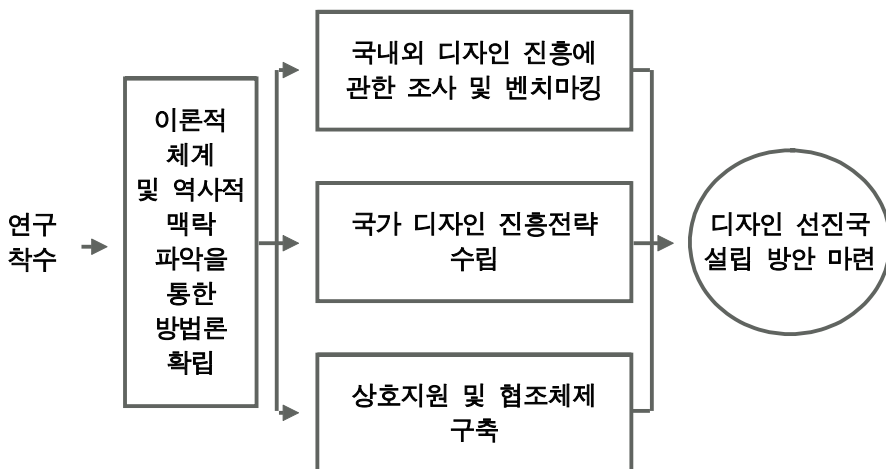 연구
착수
이론적
체계
및 역사적
맥락
파악을
통한
방법론
확립
국내외 디자인 진흥에
관한 조사 및 벤치마킹
국가 디자인 진흥전략
수립
상호지원 및 협조체제
구축
디자인 선진국
설립 방안 마련